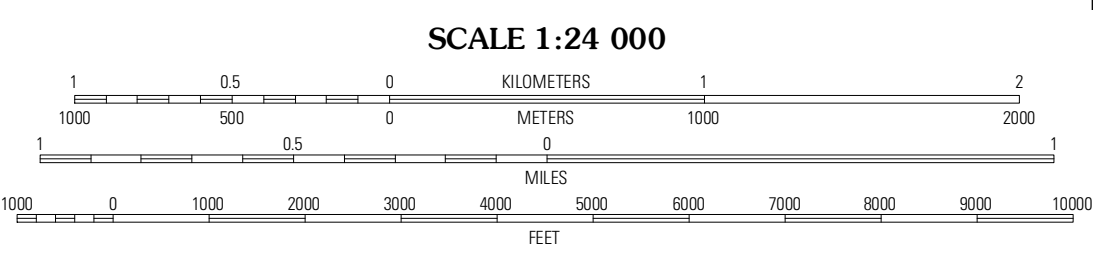 SCALE 1:24 000
1 0.5 0 KILOMETERS 1 2
1000 500 0 METERS 1000 2000
1 0.5 0 1
MILES
1000 0 1000 2000 3000 4000 5000 6000 7000 8000 9000 10000
FEET